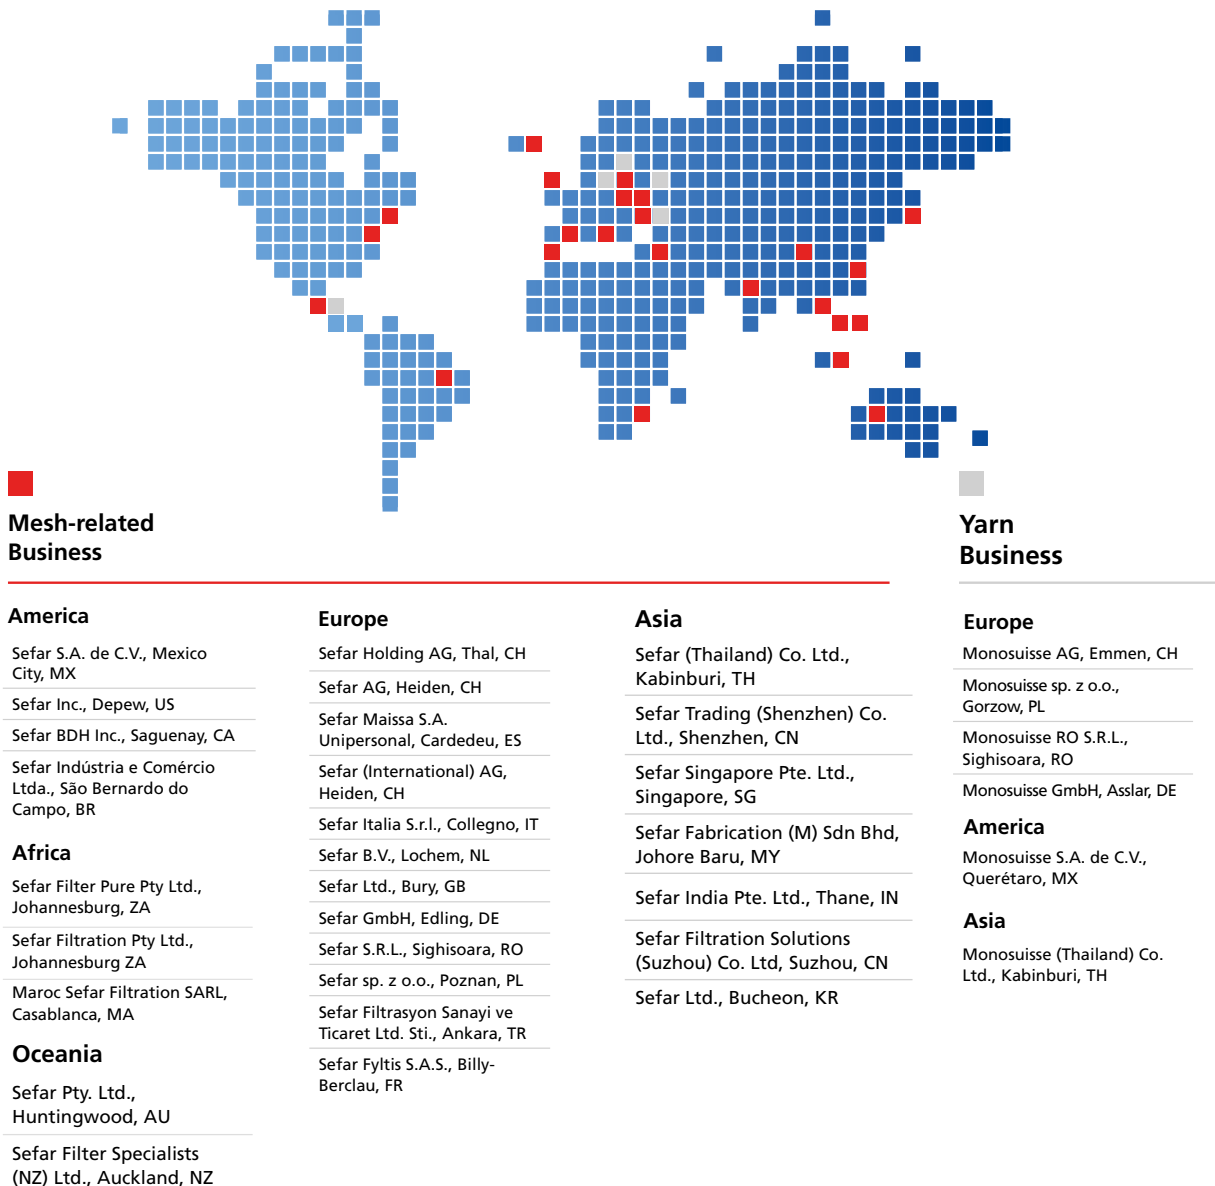 Mesh-related
Business
America
Sefar S.A. de C.V., Mexico
City, MX
Sefar Inc., Depew, US
Sefar BDH Inc., Saguenay, CA
Sefar Indústria e Comércio
Ltda., São Bernardo do
Campo, BR
Africa
Sefar Filter Pure Pty Ltd.,
Johannesburg, ZA
Sefar Filtration Pty Ltd.,
Johannesburg ZA
Maroc Sefar Filtration SARL,
Casablanca, MA
Oceania
Sefar Pty. Ltd.,
Huntingwood, AU
Sefar Filter Specialists
(NZ) Ltd., Auckland, NZ
Europe
Sefar Holding AG, Thal, CH
Sefar AG, Heiden, CH
Sefar Maissa S.A.
Unipersonal, Cardedeu, ES
Sefar (International) AG,
Heiden, CH
Sefar Italia S.r.l., Collegno, IT
Sefar B.V., Lochem, NL
Sefar Ltd., Bury, GB
Sefar GmbH, Edling, DE
Sefar S.R.L., Sighisoara, RO
Sefar sp. z o.o., Poznan, PL
Sefar Filtrasyon Sanayi ve
Ticaret Ltd. Sti., Ankara, TR
Sefar Fyltis S.A.S., Billy-
Berclau, FR
Asia
Sefar (Thailand) Co. Ltd.,
Kabinburi, TH
Sefar Trading (Shenzhen) Co.
Ltd., Shenzhen, CN
Sefar Singapore Pte. Ltd.,
Singapore, SG
Sefar Fabrication (M) Sdn Bhd,
Johore Baru, MY
Sefar India Pte. Ltd., Thane, IN
Sefar Filtration Solutions
(Suzhou) Co. Ltd, Suzhou, CN
Sefar Ltd., Bucheon, KR
Yarn
Business
Europe
Monosuisse AG, Emmen, CH
Monosuisse sp. z o.o.,
Gorzow, PL
Monosuisse RO S.R.L.,
Sighisoara, RO
Monosuisse GmbH, Asslar, DE
America
Monosuisse S.A. de C.V.,
Querétaro, MX
Asia
Monosuisse (Thailand) Co.
Ltd., Kabinburi, TH